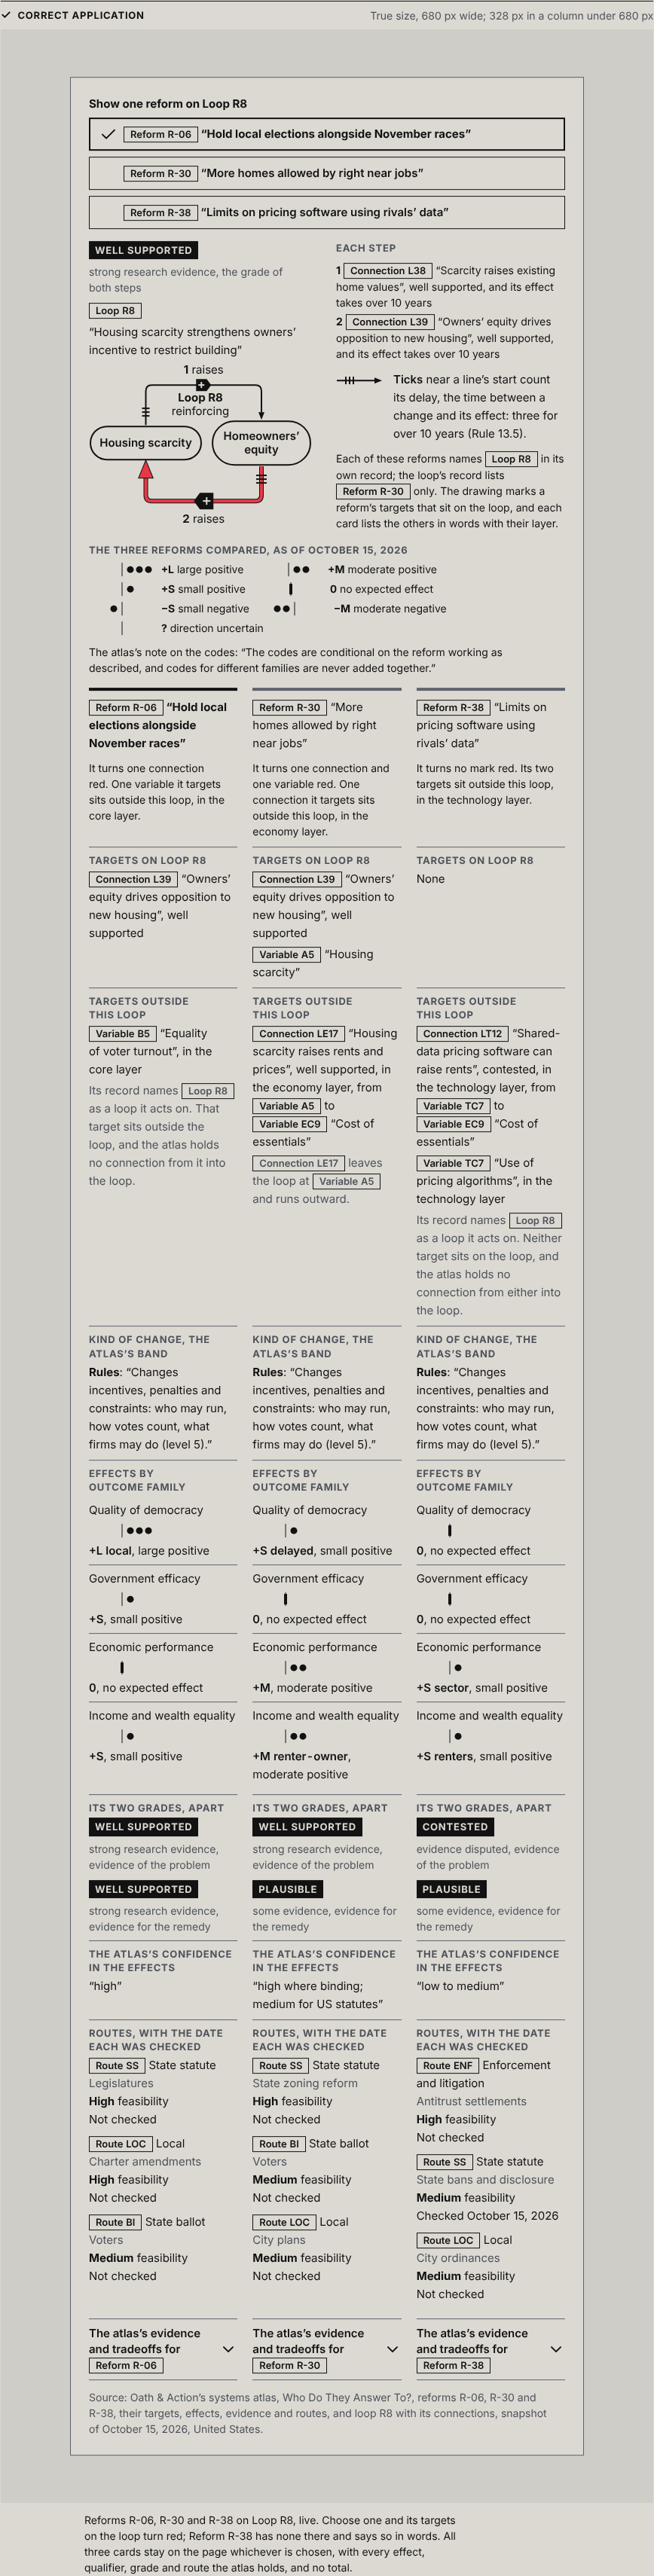 CORRECT APPLICATION
True size, 680 px wide; 328 px in a column under 680 px
Show one reform on Loop R8
Reform R-06 “Hold local elections alongside November races”
Reform R-30 “More homes allowed by right near jobs”
Reform R-38 “Limits on pricing software using rivals’ data”
WELL SUPPORTED
strong research evidence, the grade of
both steps
Loop R8
“Housing scarcity strengthens owners’
incentive to restrict building”
1 raises
Loop R8
reinforcing
Housing scarcity
Homeowners’
equity
2 raises
EACH STEP
1 Connection L38 “Scarcity raises existing
home values”, well supported, and its effect
takes over 10 years
2 Connection L39 “Owners’ equity drives
opposition to new housing”, well supported,
and its effect takes over 10 years
Ticks near a line’s start count
its delay, the time between a
change and its effect: three for
over 10 years (Rule 13.5).
Each of these reforms names Loop R8 in its
own record; the loop’s record lists
Reform R-30 only. The drawing marks a
reform’s targets that sit on the loop, and each
card lists the others in words with their layer.
THE THREE REFORMS COMPARED, AS OF OCTOBER 15, 2026
+L large positive
+M moderate positive
+S small positive
0 no expected effect
−S small negative
−M moderate negative
? direction uncertain
The atlas’s note on the codes: “The codes are conditional on the reform working as
described, and codes for different families are never added together.”
Reform R-06 “Hold local
elections alongside
November races”
It turns one connection
red. One variable it targets
sits outside this loop, in the
core layer.
Reform R-30 “More
homes allowed by right
near jobs”
It turns one connection and
one variable red. One
connection it targets sits
outside this loop, in the
economy layer.
Reform R-38 “Limits on
pricing software using
rivals’ data”
It turns no mark red. Its two
targets sit outside this loop,
in the technology layer.
TARGETS ON LOOP R8
Connection L39 “Owners’
equity drives opposition to
new housing”, well
supported
TARGETS ON LOOP R8
Connection L39 “Owners’
equity drives opposition to
new housing”, well
supported
Variable A5 “Housing
scarcity”
TARGETS ON LOOP R8
None
TARGETS OUTSIDE
THIS LOOP
Variable B5 “Equality
of voter turnout”, in the
core layer
Its record names Loop R8
as a loop it acts on. That
target sits outside the
loop, and the atlas holds
no connection from it into
the loop.
TARGETS OUTSIDE
THIS LOOP
Connection LE17 “Housing
scarcity raises rents and
prices”, well supported, in
the economy layer, from
Variable A5 to
Variable EC9 “Cost of
essentials”
Connection LE17 leaves
the loop at Variable A5
and runs outward.
TARGETS OUTSIDE
THIS LOOP
Connection LT12 “Shared-
data pricing software can
raise rents”, contested, in
the technology layer, from
Variable TC7 to
Variable EC9 “Cost of
essentials”
Variable TC7 “Use of
pricing algorithms”, in the
technology layer
Its record names Loop R8
as a loop it acts on. Neither
target sits on the loop, and
the atlas holds no
connection from either into
the loop.
KIND OF CHANGE, THE
ATLAS’S BAND
Rules: “Changes
incentives, penalties and
constraints: who may run,
how votes count, what
firms may do (level 5).”
KIND OF CHANGE, THE
ATLAS’S BAND
Rules: “Changes
incentives, penalties and
constraints: who may run,
how votes count, what
firms may do (level 5).”
KIND OF CHANGE, THE
ATLAS’S BAND
Rules: “Changes
incentives, penalties and
constraints: who may run,
how votes count, what
firms may do (level 5).”
EFFECTS BY
OUTCOME FAMILY
Quality of democracy
+L local, large positive
Government efficacy
+S, small positive
Economic performance
0, no expected effect
Income and wealth equality
+S, small positive
EFFECTS BY
OUTCOME FAMILY
Quality of democracy
+S delayed, small positive
Government efficacy
0, no expected effect
Economic performance
+M, moderate positive
Income and wealth equality
+M renter-owner,
moderate positive
EFFECTS BY
OUTCOME FAMILY
Quality of democracy
0, no expected effect
Government efficacy
0, no expected effect
Economic performance
+S sector, small positive
Income and wealth equality
+S renters, small positive
ITS TWO GRADES, APART
WELL SUPPORTED
strong research evidence,
evidence of the problem
WELL SUPPORTED
strong research evidence,
evidence for the remedy
ITS TWO GRADES, APART
WELL SUPPORTED
strong research evidence,
evidence of the problem
PLAUSIBLE
some evidence, evidence for
the remedy
ITS TWO GRADES, APART
CONTESTED
evidence disputed, evidence
of the problem
PLAUSIBLE
some evidence, evidence for
the remedy
THE ATLAS’S CONFIDENCE
IN THE EFFECTS
“high”
THE ATLAS’S CONFIDENCE
IN THE EFFECTS
“high where binding;
medium for US statutes”
THE ATLAS’S CONFIDENCE
IN THE EFFECTS
“low to medium”
ROUTES, WITH THE DATE
EACH WAS CHECKED
Route SS State statute
Legislatures
High feasibility
Not checked
Route LOC Local
Charter amendments
High feasibility
Not checked
Route BI State ballot
Voters
Medium feasibility
Not checked
ROUTES, WITH THE DATE
EACH WAS CHECKED
Route SS State statute
State zoning reform
High feasibility
Not checked
Route BI State ballot
Voters
Medium feasibility
Not checked
Route LOC Local
City plans
Medium feasibility
Not checked
ROUTES, WITH THE DATE
EACH WAS CHECKED
Route ENF Enforcement
and litigation
Antitrust settlements
High feasibility
Not checked
Route SS State statute
State bans and disclosure
Medium feasibility
Checked October 15, 2026
Route LOC Local
City ordinances
Medium feasibility
Not checked
The atlas’s evidence
and tradeoffs for
Reform R-06
The atlas’s evidence
and tradeoffs for
Reform R-30
The atlas’s evidence
and tradeoffs for
Reform R-38
Source: Oath & Action’s systems atlas, Who Do They Answer To?, reforms R-06, R-30 and
R-38, their targets, effects, evidence and routes, and loop R8 with its connections, snapshot
of October 15, 2026, United States.
Reforms R-06, R-30 and R-38 on Loop R8, live. Choose one and its targets
on the loop turn red; Reform R-38 has none there and says so in words. All
three cards stay on the page whichever is chosen, with every effect,
qualifier, grade and route the atlas holds, and no total.